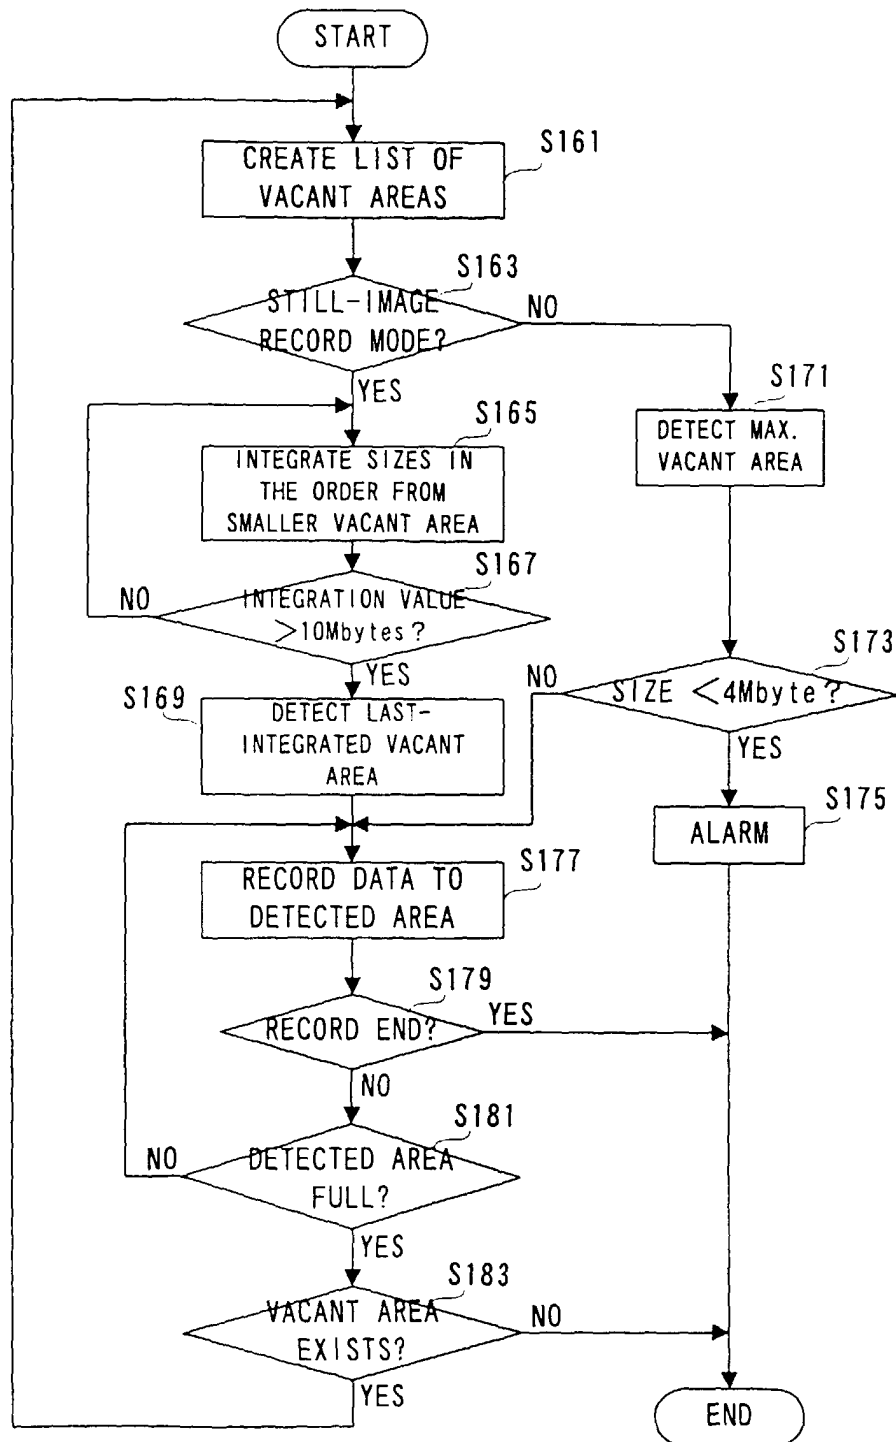 START
S161
CREATE LIST OF
VACANT AREAS
S163
STILL-IMAGE
RECORD MODE?
NO
YES
S171
DETECT MAX.
VACANT AREA
S165
INTEGRATE SIZES IN
THE ORDER FROM
SMALLER VACANT AREA
S167
NO
INTEGRATION VALUE
>10Mbytes?
YES
S173
NO
SIZE <4Mbyte?
YES
S169
DETECT LAST-
INTEGRATED VACANT
AREA
S175
ALARM
S177
RECORD DATA TO
DETECTED AREA
S179
RECORD END?
YES
NO
S181
NO
DETECTED AREA
FULL?
YES
S183
VACANT AREA
EXISTS?
NO
YES
END